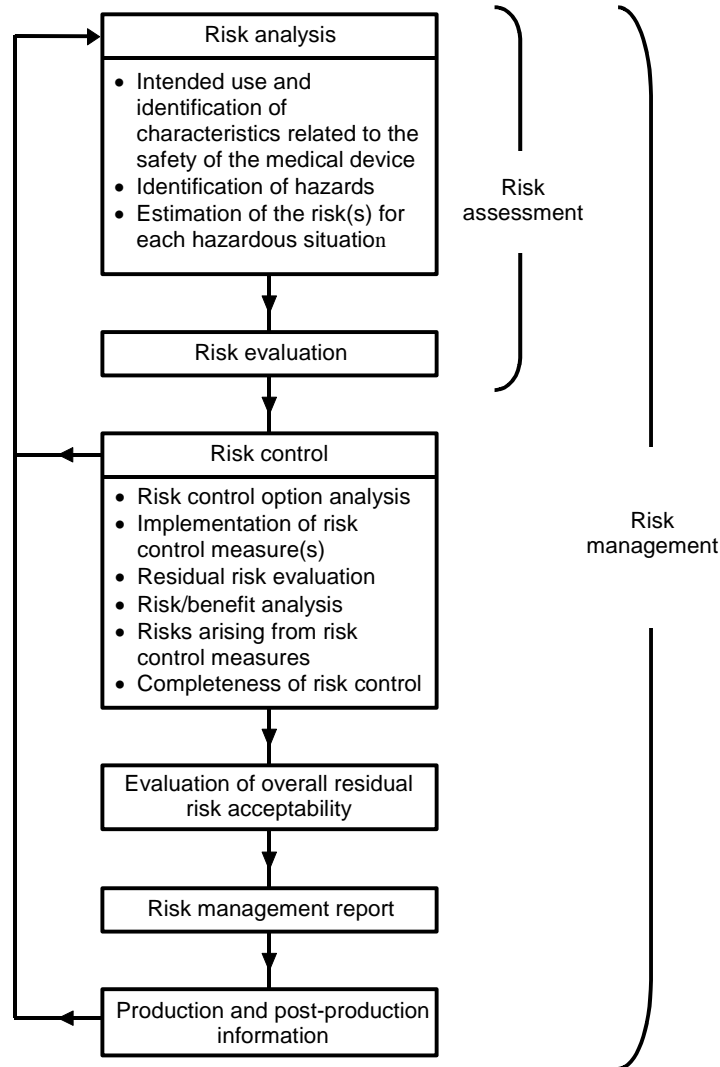 Risk analysis
• Intended use and
identification of
characteristics related to the
safety of the medical device
• Identification of hazards
• Estimation of the risk(s) for
each hazardous situation
Risk
assessment
Risk evaluation
Risk control
• Risk control option analysis
• Implementation of risk
control measure(s)
• Residual risk evaluation
• Risk/benefit analysis
• Risks arising from risk
control measures
• Completeness of risk control
Risk
management
Evaluation of overall residual
risk acceptability
Risk management report
Production and post-production
information